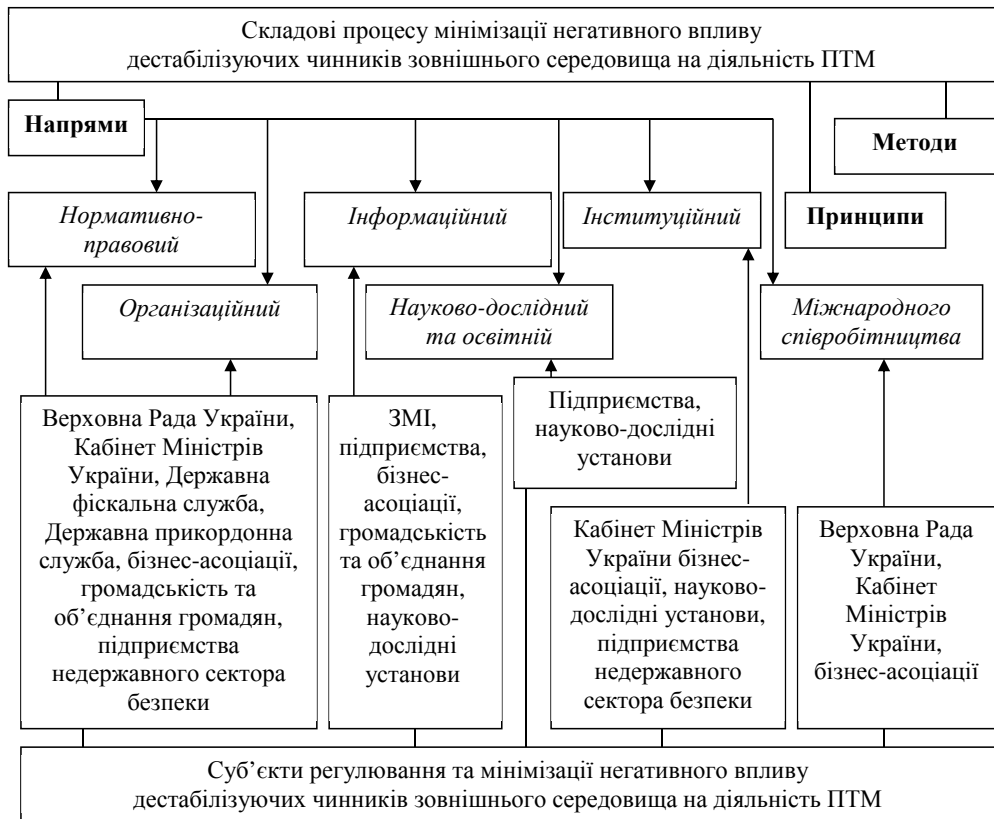 Складові процесу мінімізації негативного впливу
дестабілізуючих чинників зовнішнього середовища на діяльність ПТМ
Напрями
Методи
Принципи
Нормативно-
правовий
Інформаційний
Інституційний
Організаційний
Науково-дослідний
та освітній
Міжнародного
співробітництва
Верховна Рада України,
Кабінет Міністрів
України, Державна
фіскальна служба,
Державна прикордонна
служба, бізнес-асоціації,
громадськість та
об’єднання громадян,
підприємства
недержавного сектора
безпеки
ЗМІ,
підприємства,
бізнес-
асоціації,
громадськість
та об’єднання
громадян,
науково-
дослідні
установи
Підприємства,
науково-дослідні
установи
Кабінет Міністрів
України бізнес-
асоціації, науково-
дослідні установи,
підприємства
недержавного
сектора безпеки
Верховна Рада
України,
Кабінет
Міністрів
України,
бізнес-асоціації
Суб’єкти регулювання та мінімізації негативного впливу
дестабілізуючих чинників зовнішнього середовища на діяльність ПТМ